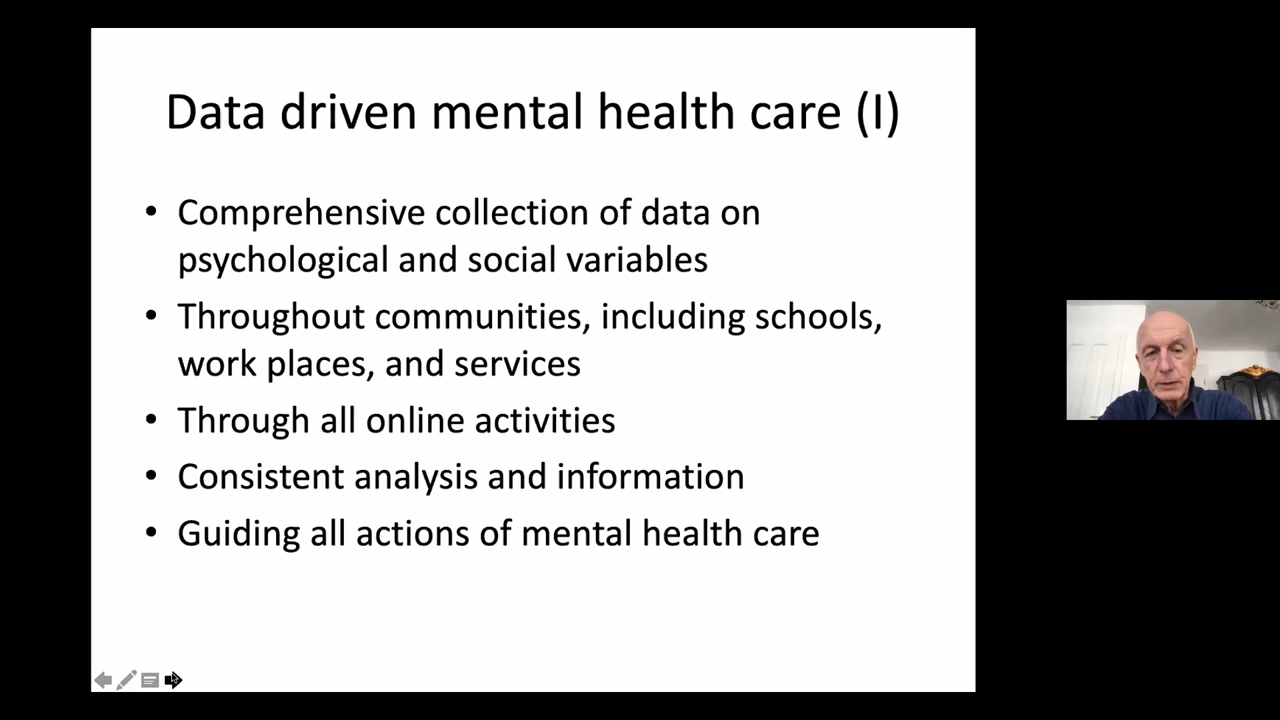 Data driven mental health care (I)
• Comprehensive collection of data on
psychological and social variables
• Throughout communities, including schools,
work places, and services
• Through all online activities
• Consistent analysis and information
• Guiding all actions of mental health care